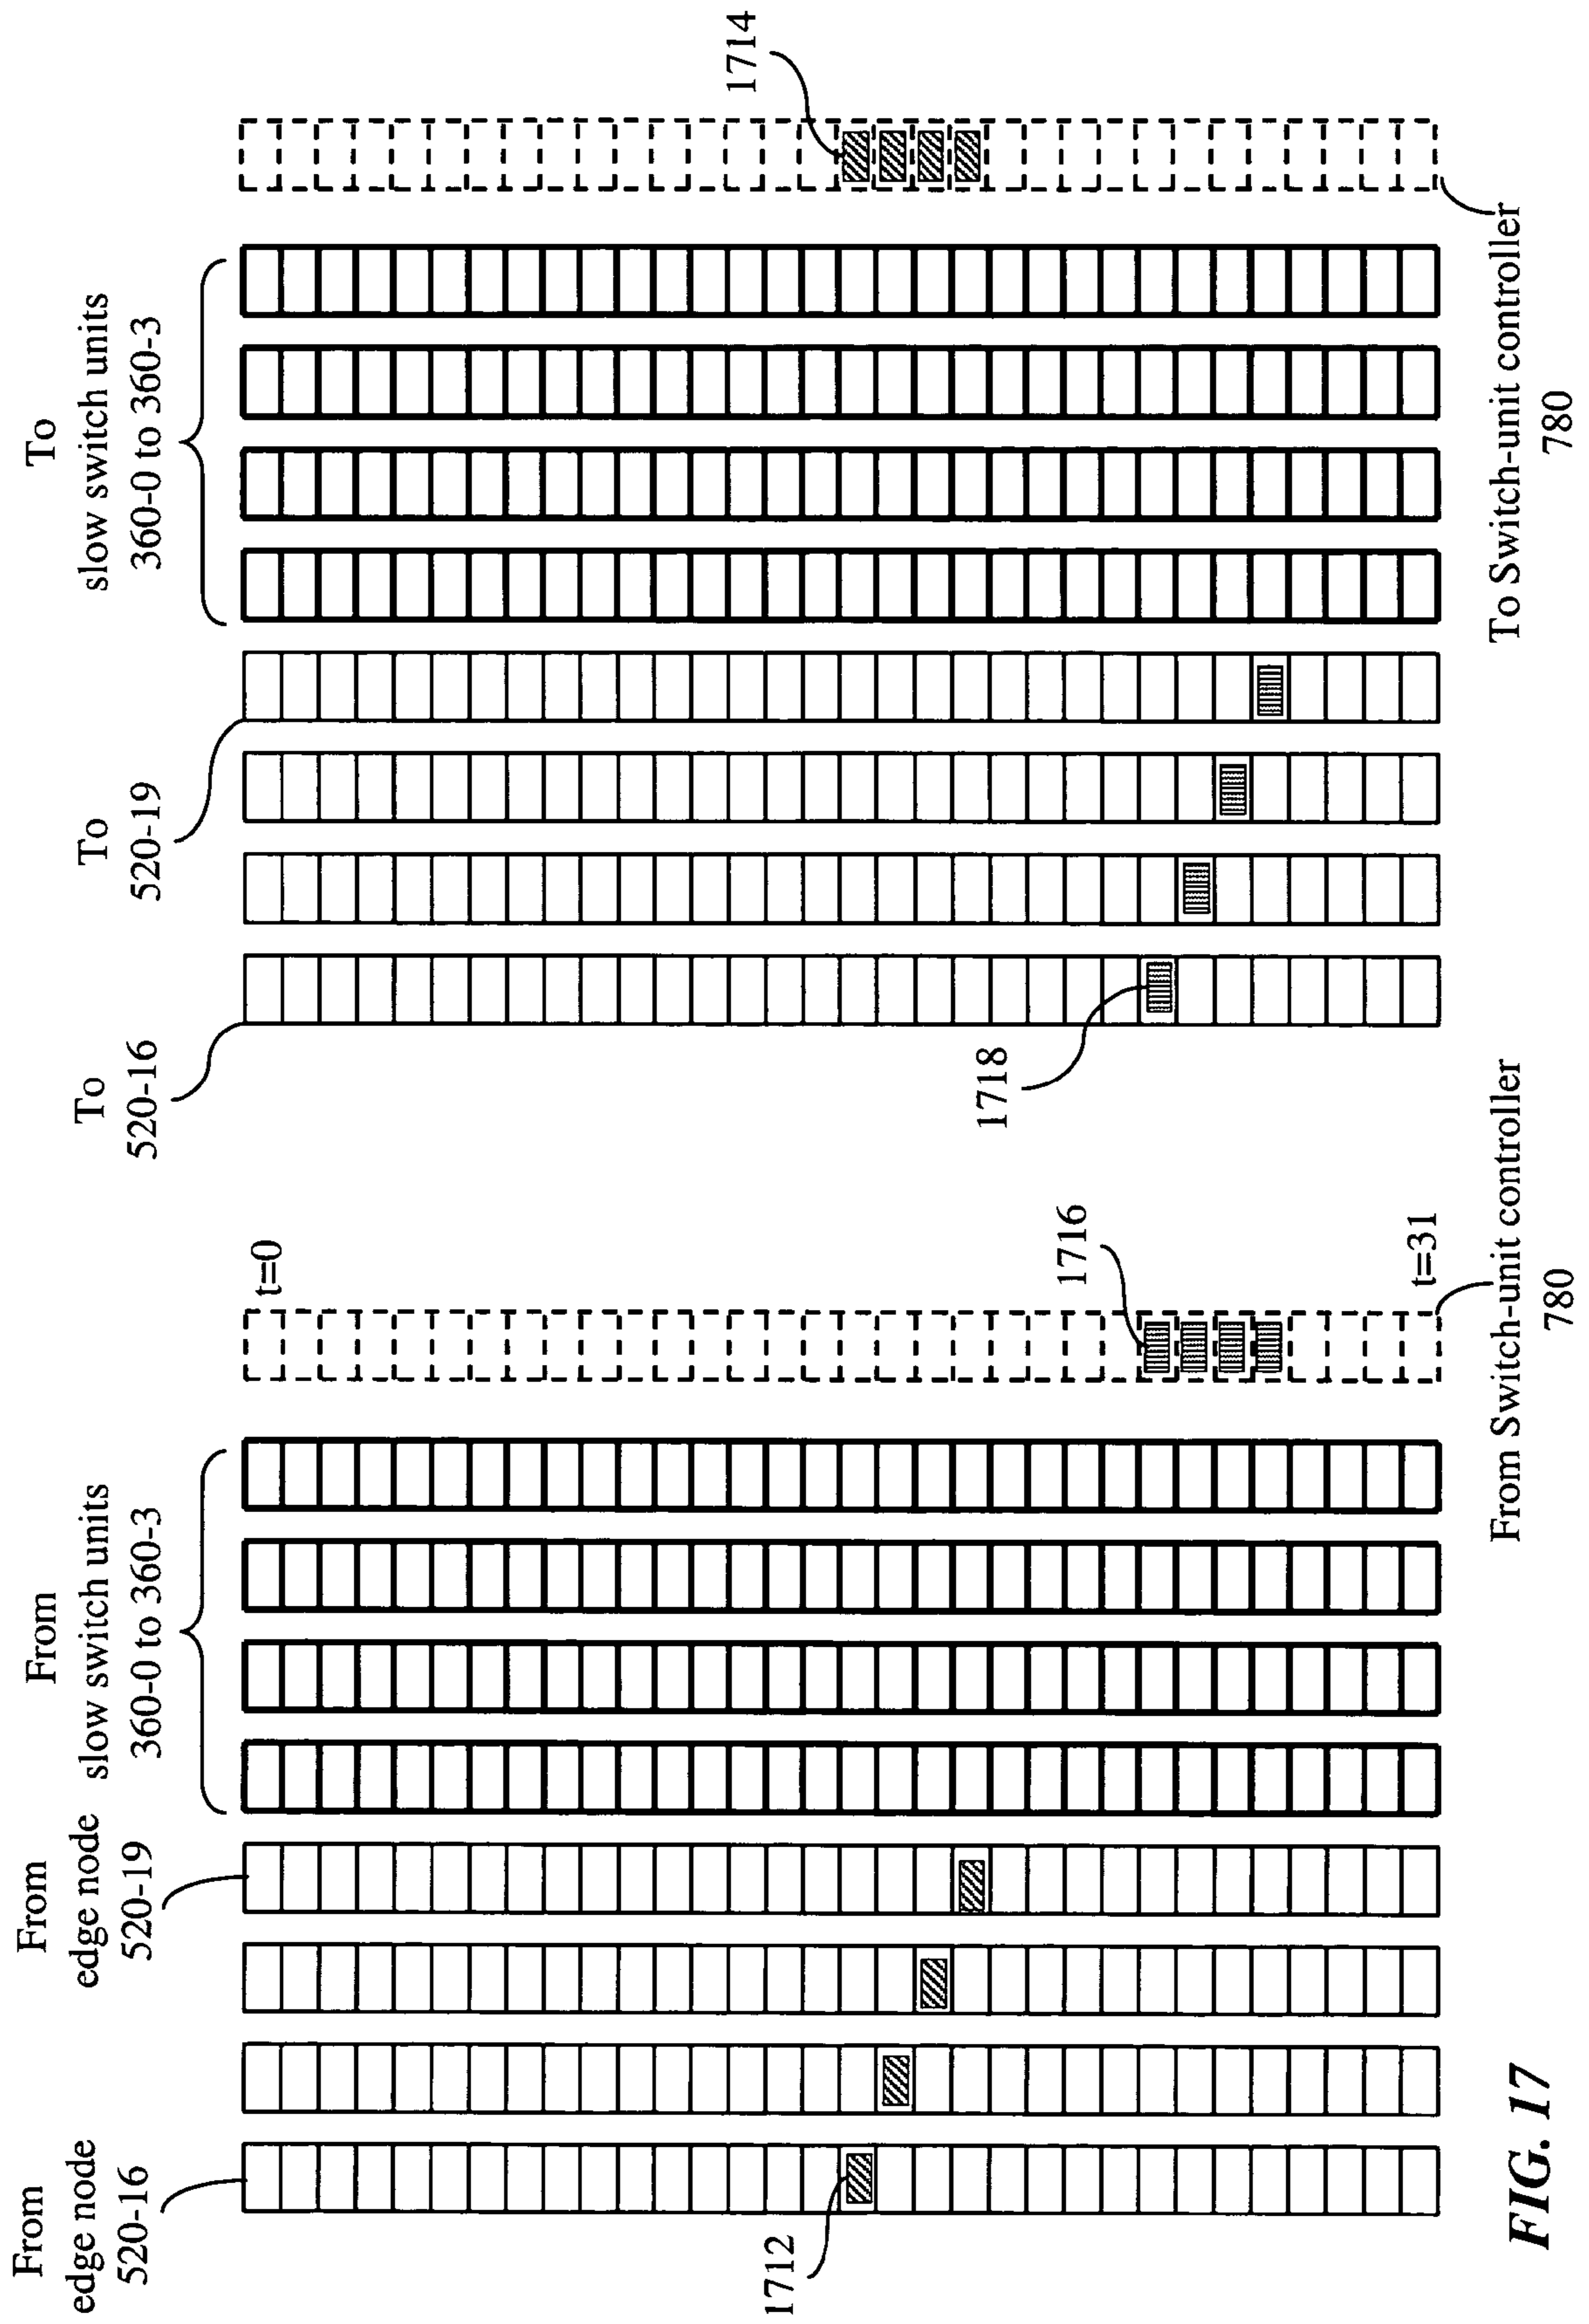 From
edge node
520-16
From
edge node
520-19
From
slow switch units
360-0 to 360-3
t=0
1712
1716
t=31
From Switch-unit controller
780
To
520-16
To
520-19
To
slow switch units
360-0 to 360-3
1714
1718
To Switch-unit controller
780
FIG. 17